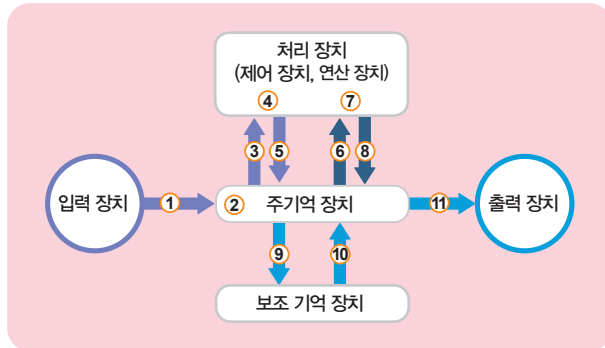 처리 장치
(제어 장치, 연산 장치)
④ ⑦
③ ⑤ ⑥ ⑧
입력 장치 ① ② 주기억 장치 ⑪ 출력 장치
⑨ ⑩
보조 기억 장치